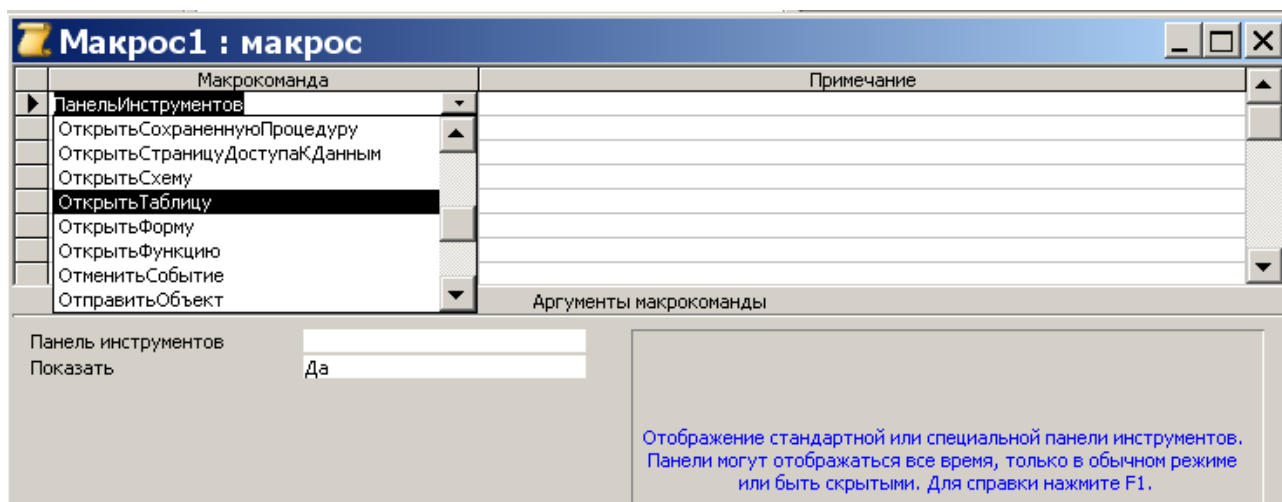 Макрос1 : макрос
Макрокоманда Примечание
ПанельИнструментов
ОткрытьСохраненнуюПроцедуру
ОткрытьСтраницуДоступаКДанным
ОткрытьСхему
ОткрытьТаблицу
ОткрытьФорму
ОткрытьФункцию
ОтменитьСобытие
ОтправитьОбъект
Аргументы макрокоманды
Панель инструментов
Показать Да
Отображение стандартной или специальной панели инструментов.
Панели могут отображаться все время, только в обычном режиме
или быть скрытыми. Для справки нажмите F1.